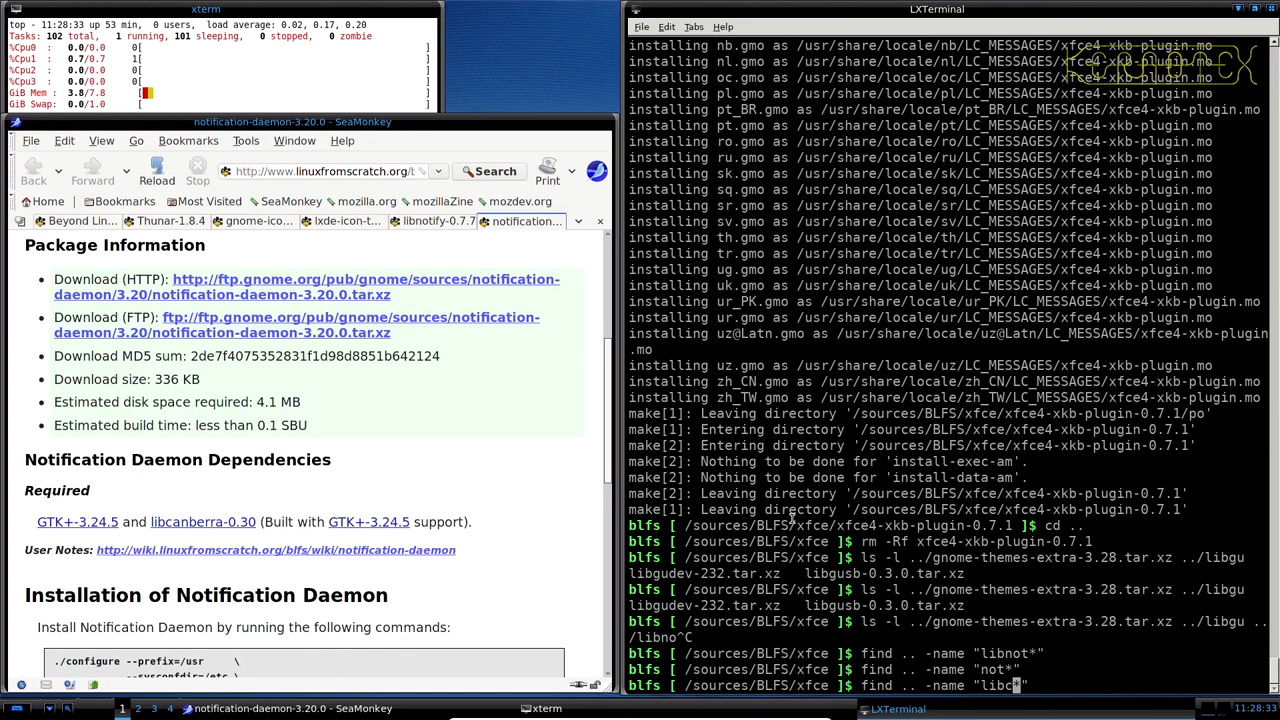 xterm
top - 11:28:33 up 53 min, 0 users, load average: 0.02, 0.17, 0.20
Tasks: 102 total, 1 running, 101 sleeping, 0 stopped, 0 zombie
%Cpu0 : 0.0/0.0 0[ ]
%Cpu1 : 0.7/0.7 1[ ]
%Cpu2 : 0.0/0.0 0[ ]
%Cpu3 : 0.0/0.0 0[ ]
GiB Mem : 3.8/7.8 [ ]
GiB Swap: 0.0/1.0 [ ]
notification-daemon-3.20.0 - SeaMonkey
File Edit View Go Bookmarks Tools Window Help
Back Forward Reload Stop http://www.linuxfromscratch.org/b Search Print
Home Bookmarks SeaMonkey mozilla.org mozillaZine mozdev.org
Beyond Lin... Thunar-1.8.4 gnome-ico... lxde-icon-t... libnotify-0.7.7 notification...
Package Information
Download (HTTP): http://ftp.gnome.org/pub/gnome/sources/notification-
daemon/3.20/notification-daemon-3.20.0.tar.xz
Download (FTP): ftp://ftp.gnome.org/pub/gnome/sources/notification-
daemon/3.20/notification-daemon-3.20.0.tar.xz
Download MD5 sum: 2de7f4075352831f1d98d8851b642124
Download size: 336 KB
Estimated disk space required: 4.1 MB
Estimated build time: less than 0.1 SBU
Notification Daemon Dependencies
Required
GTK+-3.24.5 and libcanberra-0.30 (Built with GTK+-3.24.5 support).
User Notes: http://wiki.linuxfromscratch.org/blfs/wiki/notification-daemon
Installation of Notification Daemon
Install Notification Daemon by running the following commands:
./configure --prefix=/usr \
--sysconfdir=/etc \
LXTerminal
File Edit Tabs Help
installing nb.gmo as /usr/share/locale/nb/LC_MESSAGES/xfce4-xkb-plugin.mo
installing nl.gmo as /usr/share/locale/nl/LC_MESSAGES/xfce4-xkb-plugin.mo
installing oc.gmo as /usr/share/locale/oc/LC_MESSAGES/xfce4-xkb-plugin.mo
installing pl.gmo as /usr/share/locale/pl/LC_MESSAGES/xfce4-xkb-plugin.mo
installing pt_BR.gmo as /usr/share/locale/pt_BR/LC_MESSAGES/xfce4-xkb-plugin.mo
installing pt.gmo as /usr/share/locale/pt/LC_MESSAGES/xfce4-xkb-plugin.mo
installing ro.gmo as /usr/share/locale/ro/LC_MESSAGES/xfce4-xkb-plugin.mo
installing ru.gmo as /usr/share/locale/ru/LC_MESSAGES/xfce4-xkb-plugin.mo
installing sk.gmo as /usr/share/locale/sk/LC_MESSAGES/xfce4-xkb-plugin.mo
installing sq.gmo as /usr/share/locale/sq/LC_MESSAGES/xfce4-xkb-plugin.mo
installing sr.gmo as /usr/share/locale/sr/LC_MESSAGES/xfce4-xkb-plugin.mo
installing sv.gmo as /usr/share/locale/sv/LC_MESSAGES/xfce4-xkb-plugin.mo
installing th.gmo as /usr/share/locale/th/LC_MESSAGES/xfce4-xkb-plugin.mo
installing tr.gmo as /usr/share/locale/tr/LC_MESSAGES/xfce4-xkb-plugin.mo
installing ug.gmo as /usr/share/locale/ug/LC_MESSAGES/xfce4-xkb-plugin.mo
installing uk.gmo as /usr/share/locale/uk/LC_MESSAGES/xfce4-xkb-plugin.mo
installing ur_PK.gmo as /usr/share/locale/ur_PK/LC_MESSAGES/xfce4-xkb-plugin.mo
installing ur.gmo as /usr/share/locale/ur/LC_MESSAGES/xfce4-xkb-plugin.mo
installing uz@Latn.gmo as /usr/share/locale/uz@Latn/LC_MESSAGES/xfce4-xkb-plugin
.mo
installing uz.gmo as /usr/share/locale/uz/LC_MESSAGES/xfce4-xkb-plugin.mo
installing zh_CN.gmo as /usr/share/locale/zh_CN/LC_MESSAGES/xfce4-xkb-plugin.mo
installing zh_TW.gmo as /usr/share/locale/zh_TW/LC_MESSAGES/xfce4-xkb-plugin.mo
make[1]: Leaving directory '/sources/BLFS/xfce/xfce4-xkb-plugin-0.7.1/po'
make[1]: Entering directory '/sources/BLFS/xfce/xfce4-xkb-plugin-0.7.1'
make[2]: Entering directory '/sources/BLFS/xfce/xfce4-xkb-plugin-0.7.1'
make[2]: Nothing to be done for 'install-exec-am'.
make[2]: Nothing to be done for 'install-data-am'.
make[2]: Leaving directory '/sources/BLFS/xfce/xfce4-xkb-plugin-0.7.1'
make[1]: Leaving directory '/sources/BLFS/xfce/xfce4-xkb-plugin-0.7.1'
blfs [ /sources/BLFS/xfce/xfce4-xkb-plugin-0.7.1 ]$ cd ..
blfs [ /sources/BLFS/xfce ]$ rm -Rf xfce4-xkb-plugin-0.7.1
blfs [ /sources/BLFS/xfce ]$ ls -l ../gnome-themes-extra-3.28.tar.xz ../libgu
libgudev-232.tar.xz libgusb-0.3.0.tar.xz
blfs [ /sources/BLFS/xfce ]$ ls -l ../gnome-themes-extra-3.28.tar.xz ../libgu
libgudev-232.tar.xz libgusb-0.3.0.tar.xz
blfs [ /sources/BLFS/xfce ]$ ls -l ../gnome-themes-extra-3.28.tar.xz ../libgu ..
/libno^C
blfs [ /sources/BLFS/xfce ]$ find .. -name "libnot*"
blfs [ /sources/BLFS/xfce ]$ find .. -name "not*"
blfs [ /sources/BLFS/xfce ]$ find .. -name "libc*"
1 2 3 4 notification-daemon-3.20.0 - SeaMonkey xterm LXTerminal 11:28:33